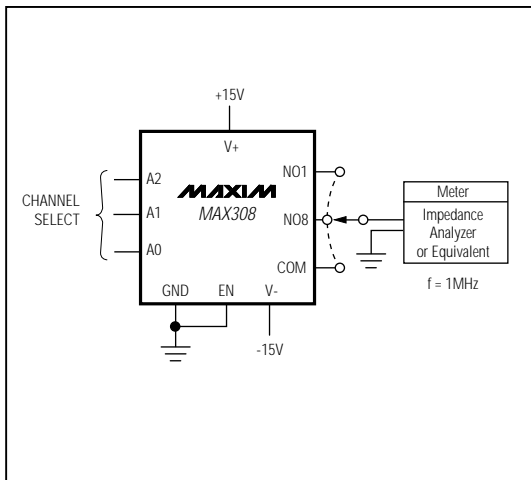 +15V
V+
CHANNEL
SELECT
A2
A1
A0
MAXIM
MAX308
NO1
NO8
COM
GND
EN
V-
-15V
Meter
Impedance
Analyzer
or Equivalent
f = 1MHz